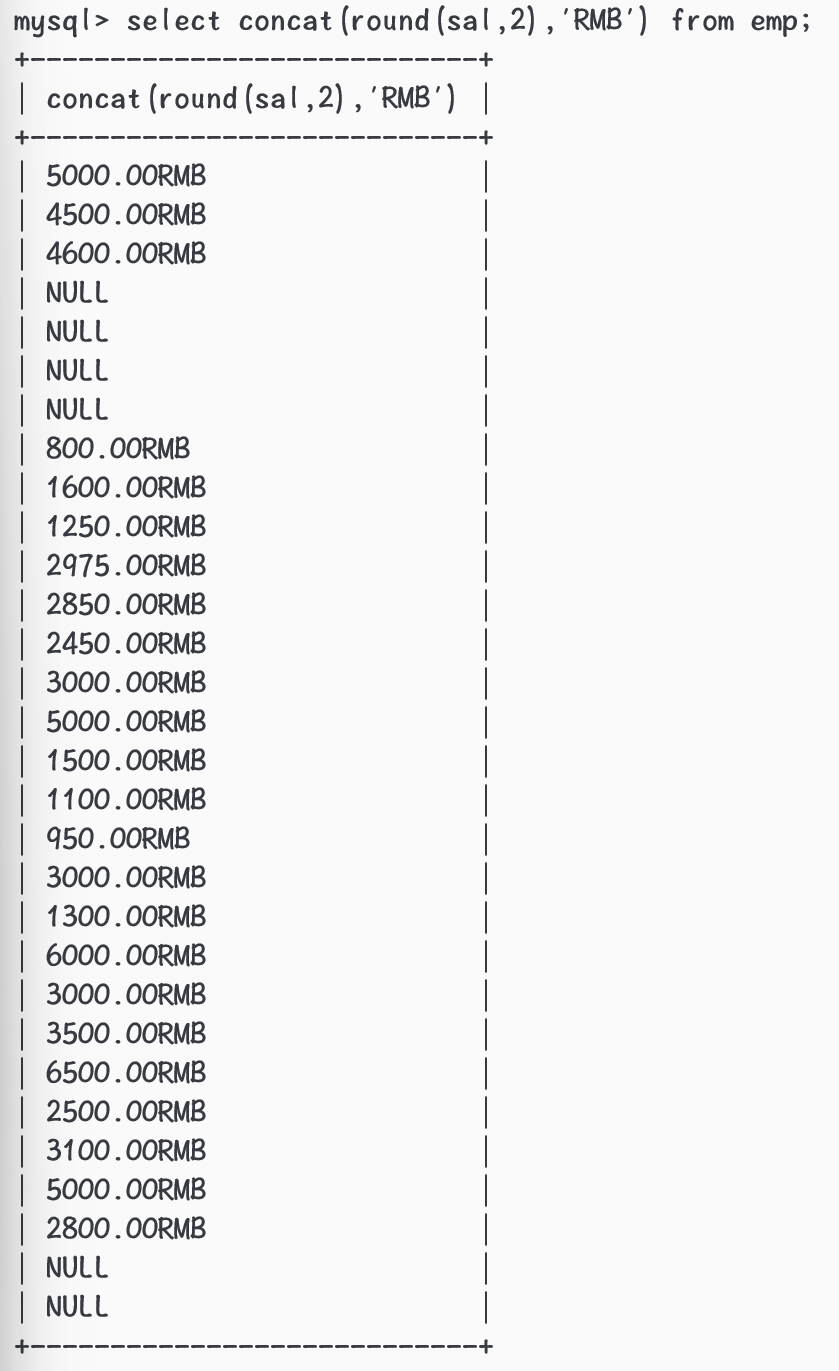 mysql> select concat(round(sal,2),'RMB') from emp;
+----------------------------+
| concat(round(sal,2),'RMB') |
+----------------------------+
| 5000.00RMB                 |
| 4500.00RMB                 |
| 4600.00RMB                 |
| NULL                       |
| NULL                       |
| NULL                       |
| NULL                       |
| 800.00RMB                  |
| 1600.00RMB                 |
| 1250.00RMB                 |
| 2975.00RMB                 |
| 2850.00RMB                 |
| 2450.00RMB                 |
| 3000.00RMB                 |
| 5000.00RMB                 |
| 1500.00RMB                 |
| 1100.00RMB                 |
| 950.00RMB                  |
| 3000.00RMB                 |
| 1300.00RMB                 |
| 6000.00RMB                 |
| 3000.00RMB                 |
| 3500.00RMB                 |
| 6500.00RMB                 |
| 2500.00RMB                 |
| 3100.00RMB                 |
| 5000.00RMB                 |
| 2800.00RMB                 |
| NULL                       |
| NULL                       |
+----------------------------+